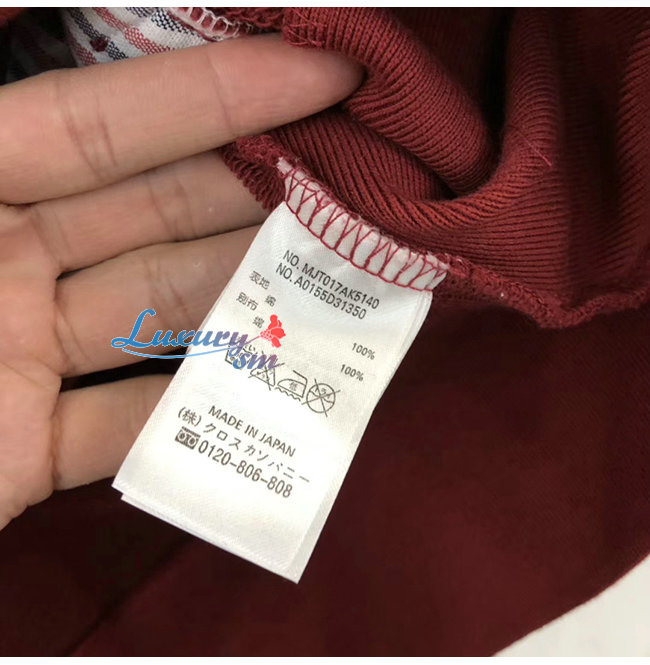 NO. MJT017AK5140
NO. A0155D31350
表地 綿 100%
別布 綿 100%
Luxury
sm
MADE IN JAPAN
(株) クロスカンパニー
0120-806-808